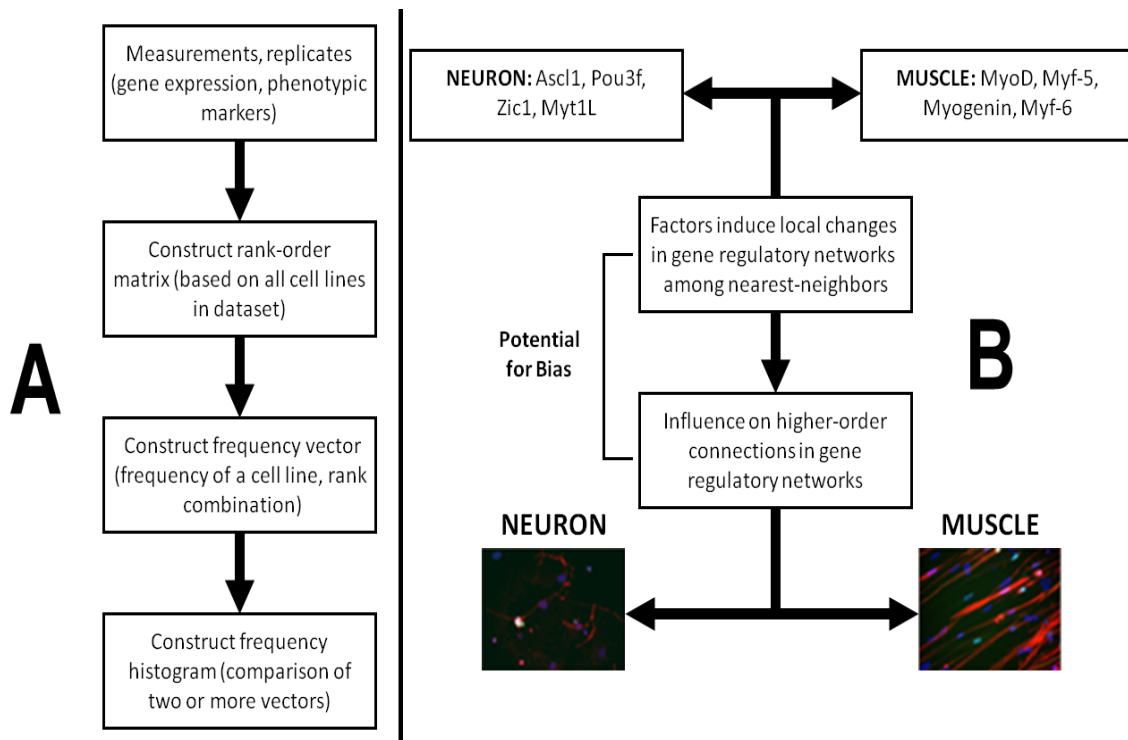 A
Measurements, replicates
(gene expression, phenotypic
markers)
Construct rank-order
matrix (based on all cell lines
in dataset)
Construct frequency vector
(frequency of a cell line, rank
combination)
Construct frequency
histogram (comparison of
two or more vectors)
B
NEURON: Ascl1, Pou3f,
Zic1, Myt1L
MUSCLE: MyoD, Myf-5,
Myogenin, Myf-6
Factors induce local changes
in gene regulatory networks
among nearest-neighbors
Potential
for Bias
Influence on higher-order
connections in gene
regulatory networks
NEURON
MUSCLE